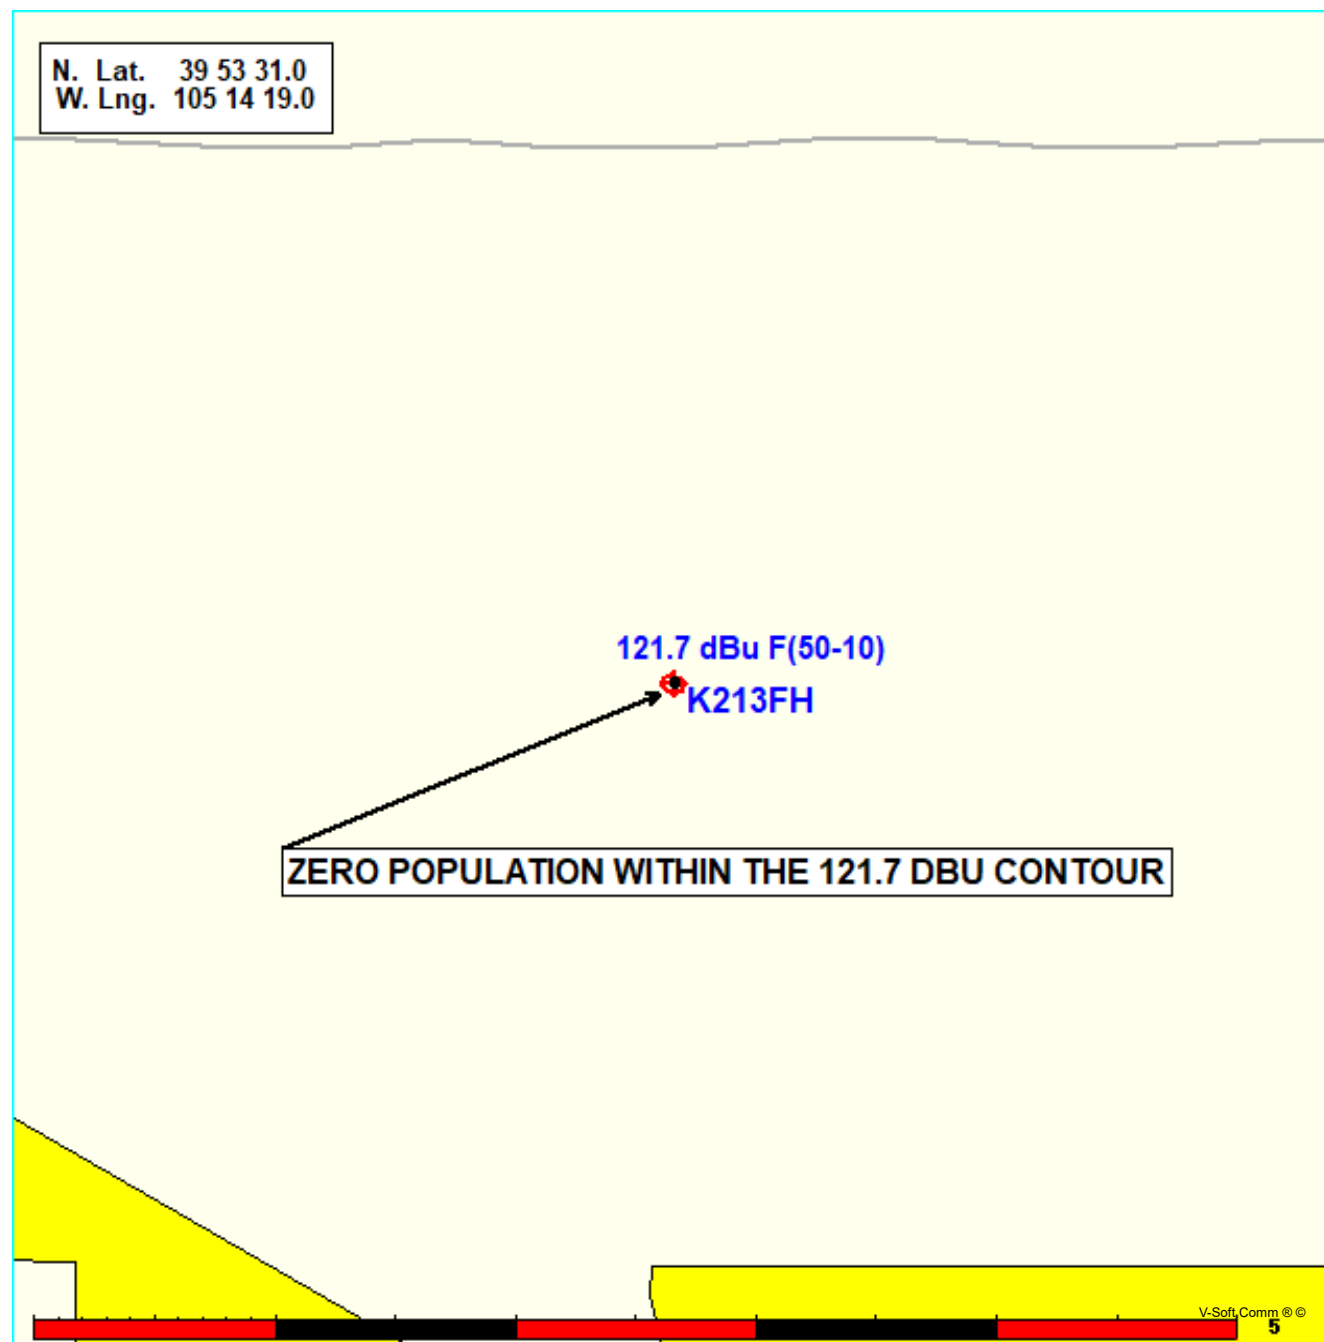 N. Lat. 39 53 31.0
W. Lng. 105 14 19.0
121.7 dBu F(50-10)
K213FH
ZERO POPULATION WITHIN THE 121.7 DBU CONTOUR
V-Soft Comm ® ©
5